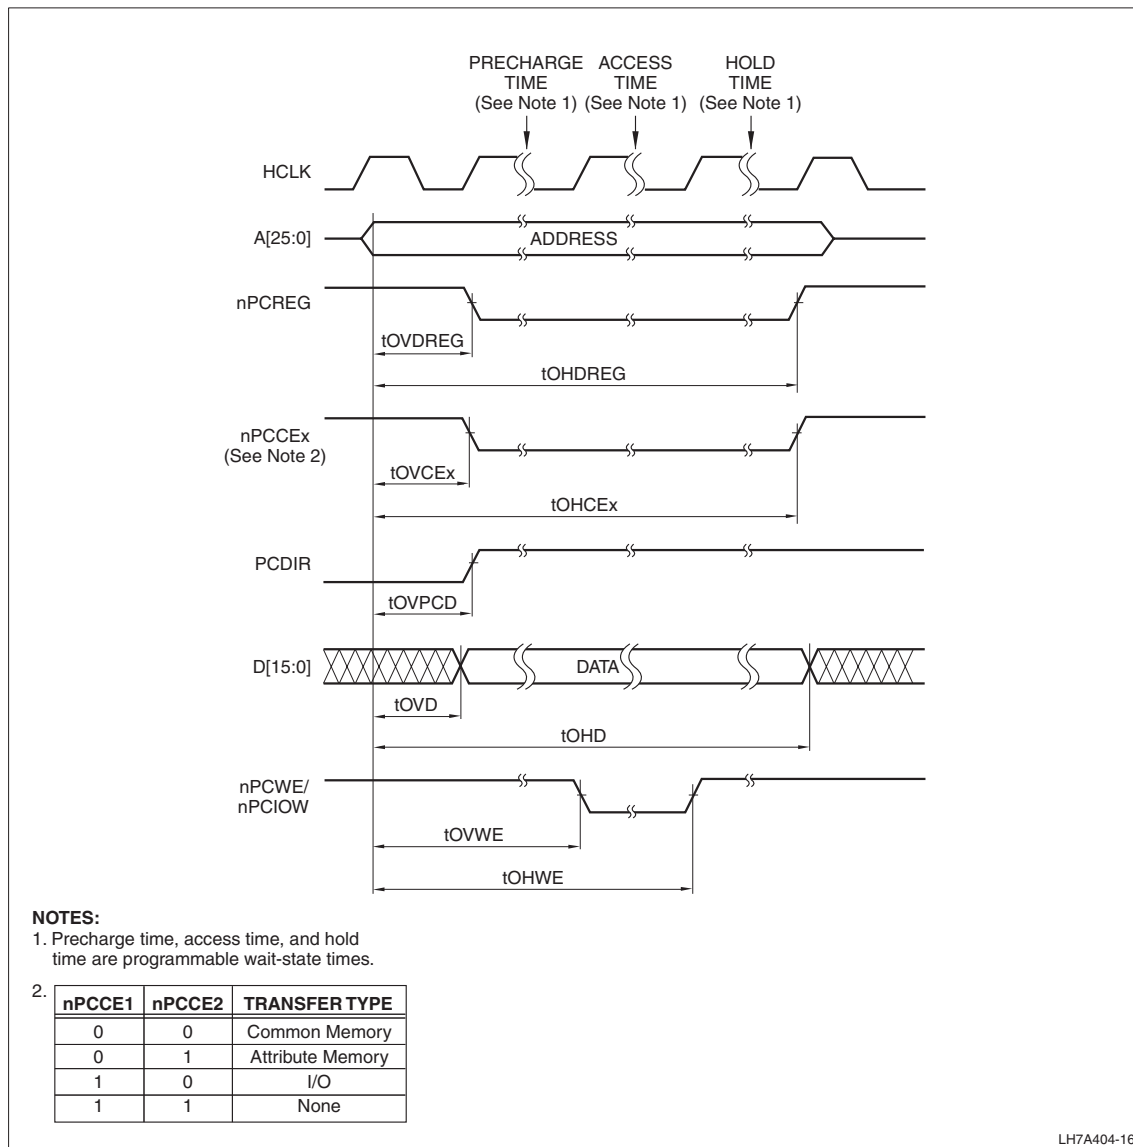 PRECHARGE TIME (See Note 1)
ACCESS TIME (See Note 1)
HOLD TIME (See Note 1)
HCLK
A[25:0]
ADDRESS
nPCREG
tOVDREG
tOHDREG
nPCCEx
(See Note 2)
tOVCEx
tOHCEx
PCDIR
tOVPCD
D[15:0]
DATA
tOVD
tOHD
nPCWE/
nPCIOW
tOVWE
tOHWE
NOTES:
1. Precharge time, access time, and hold
time are programmable wait-state times.
2.
nPCCE1 nPCCE2 TRANSFER TYPE
0 0 Common Memory
0 1 Attribute Memory
1 0 I/O
1 1 None
LH7A404-16